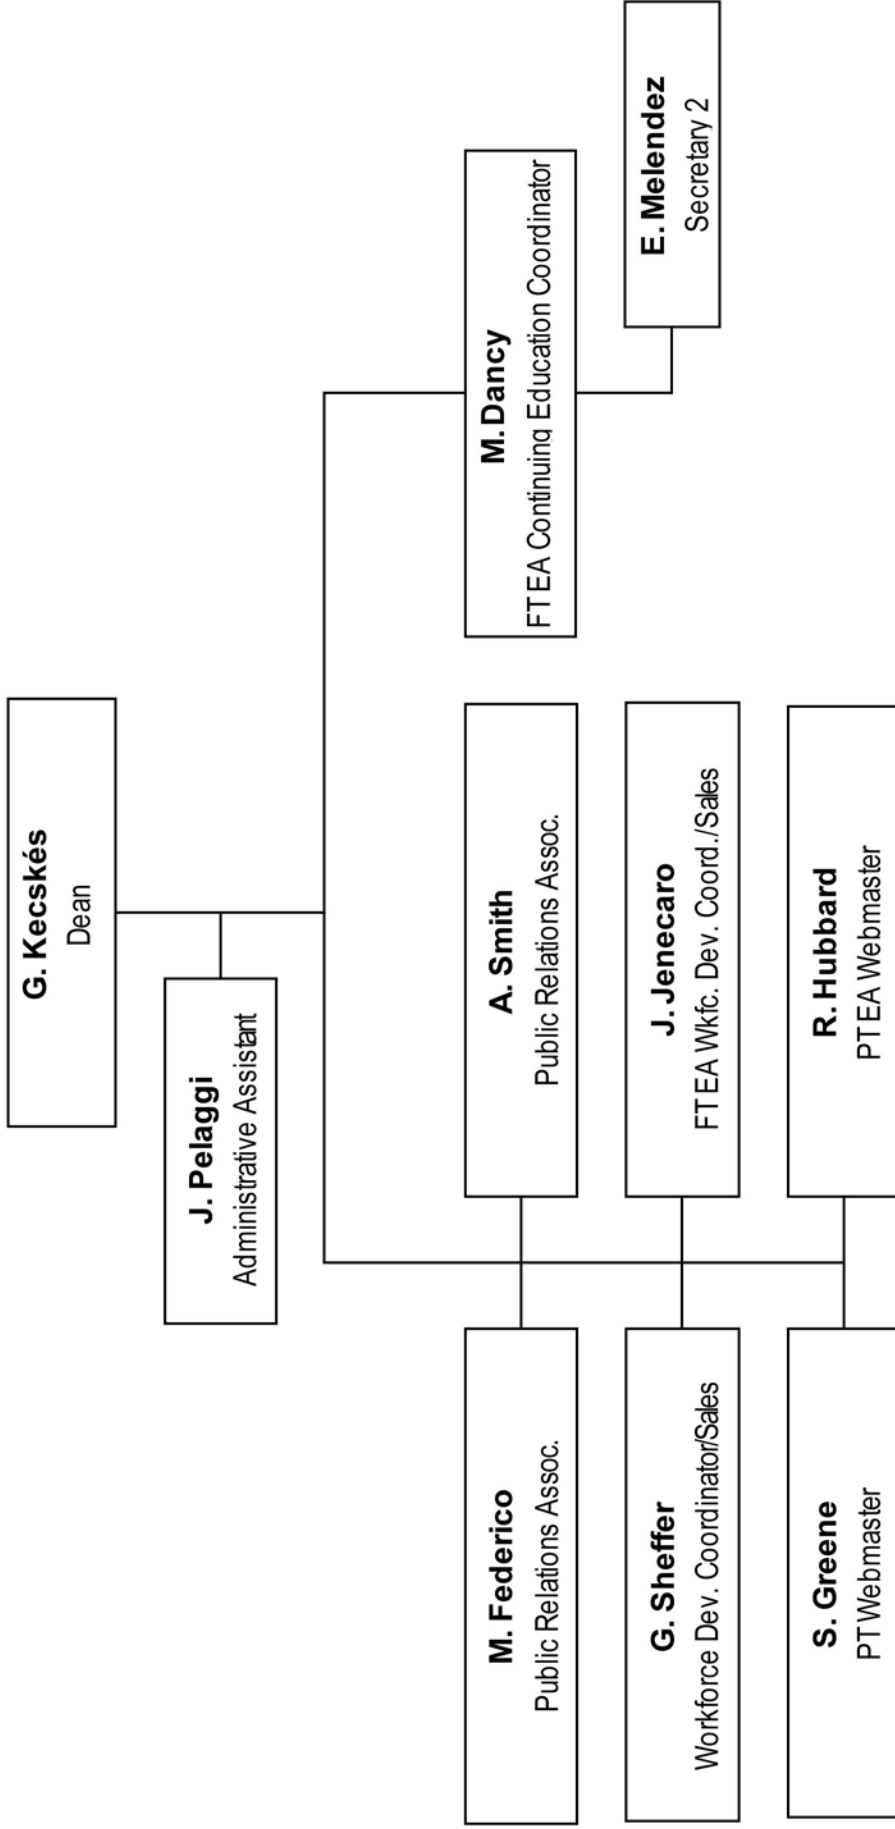 G. Kecskés
Dean
J. Pelaggi
Administrative Assistant
M. Federico
Public Relations Assoc.
A. Smith
Public Relations Assoc.
M. Dancy
FTEA Continuing Education Coordinator
G. Sheffer
Workforce Dev. Coordinator/Sales
J. Jenecaro
FTEA Wkfc. Dev. Coord./Sales
E. Melendez
Secretary 2
S. Greene
PT Webmaster
R. Hubbard
PTEA Webmaster